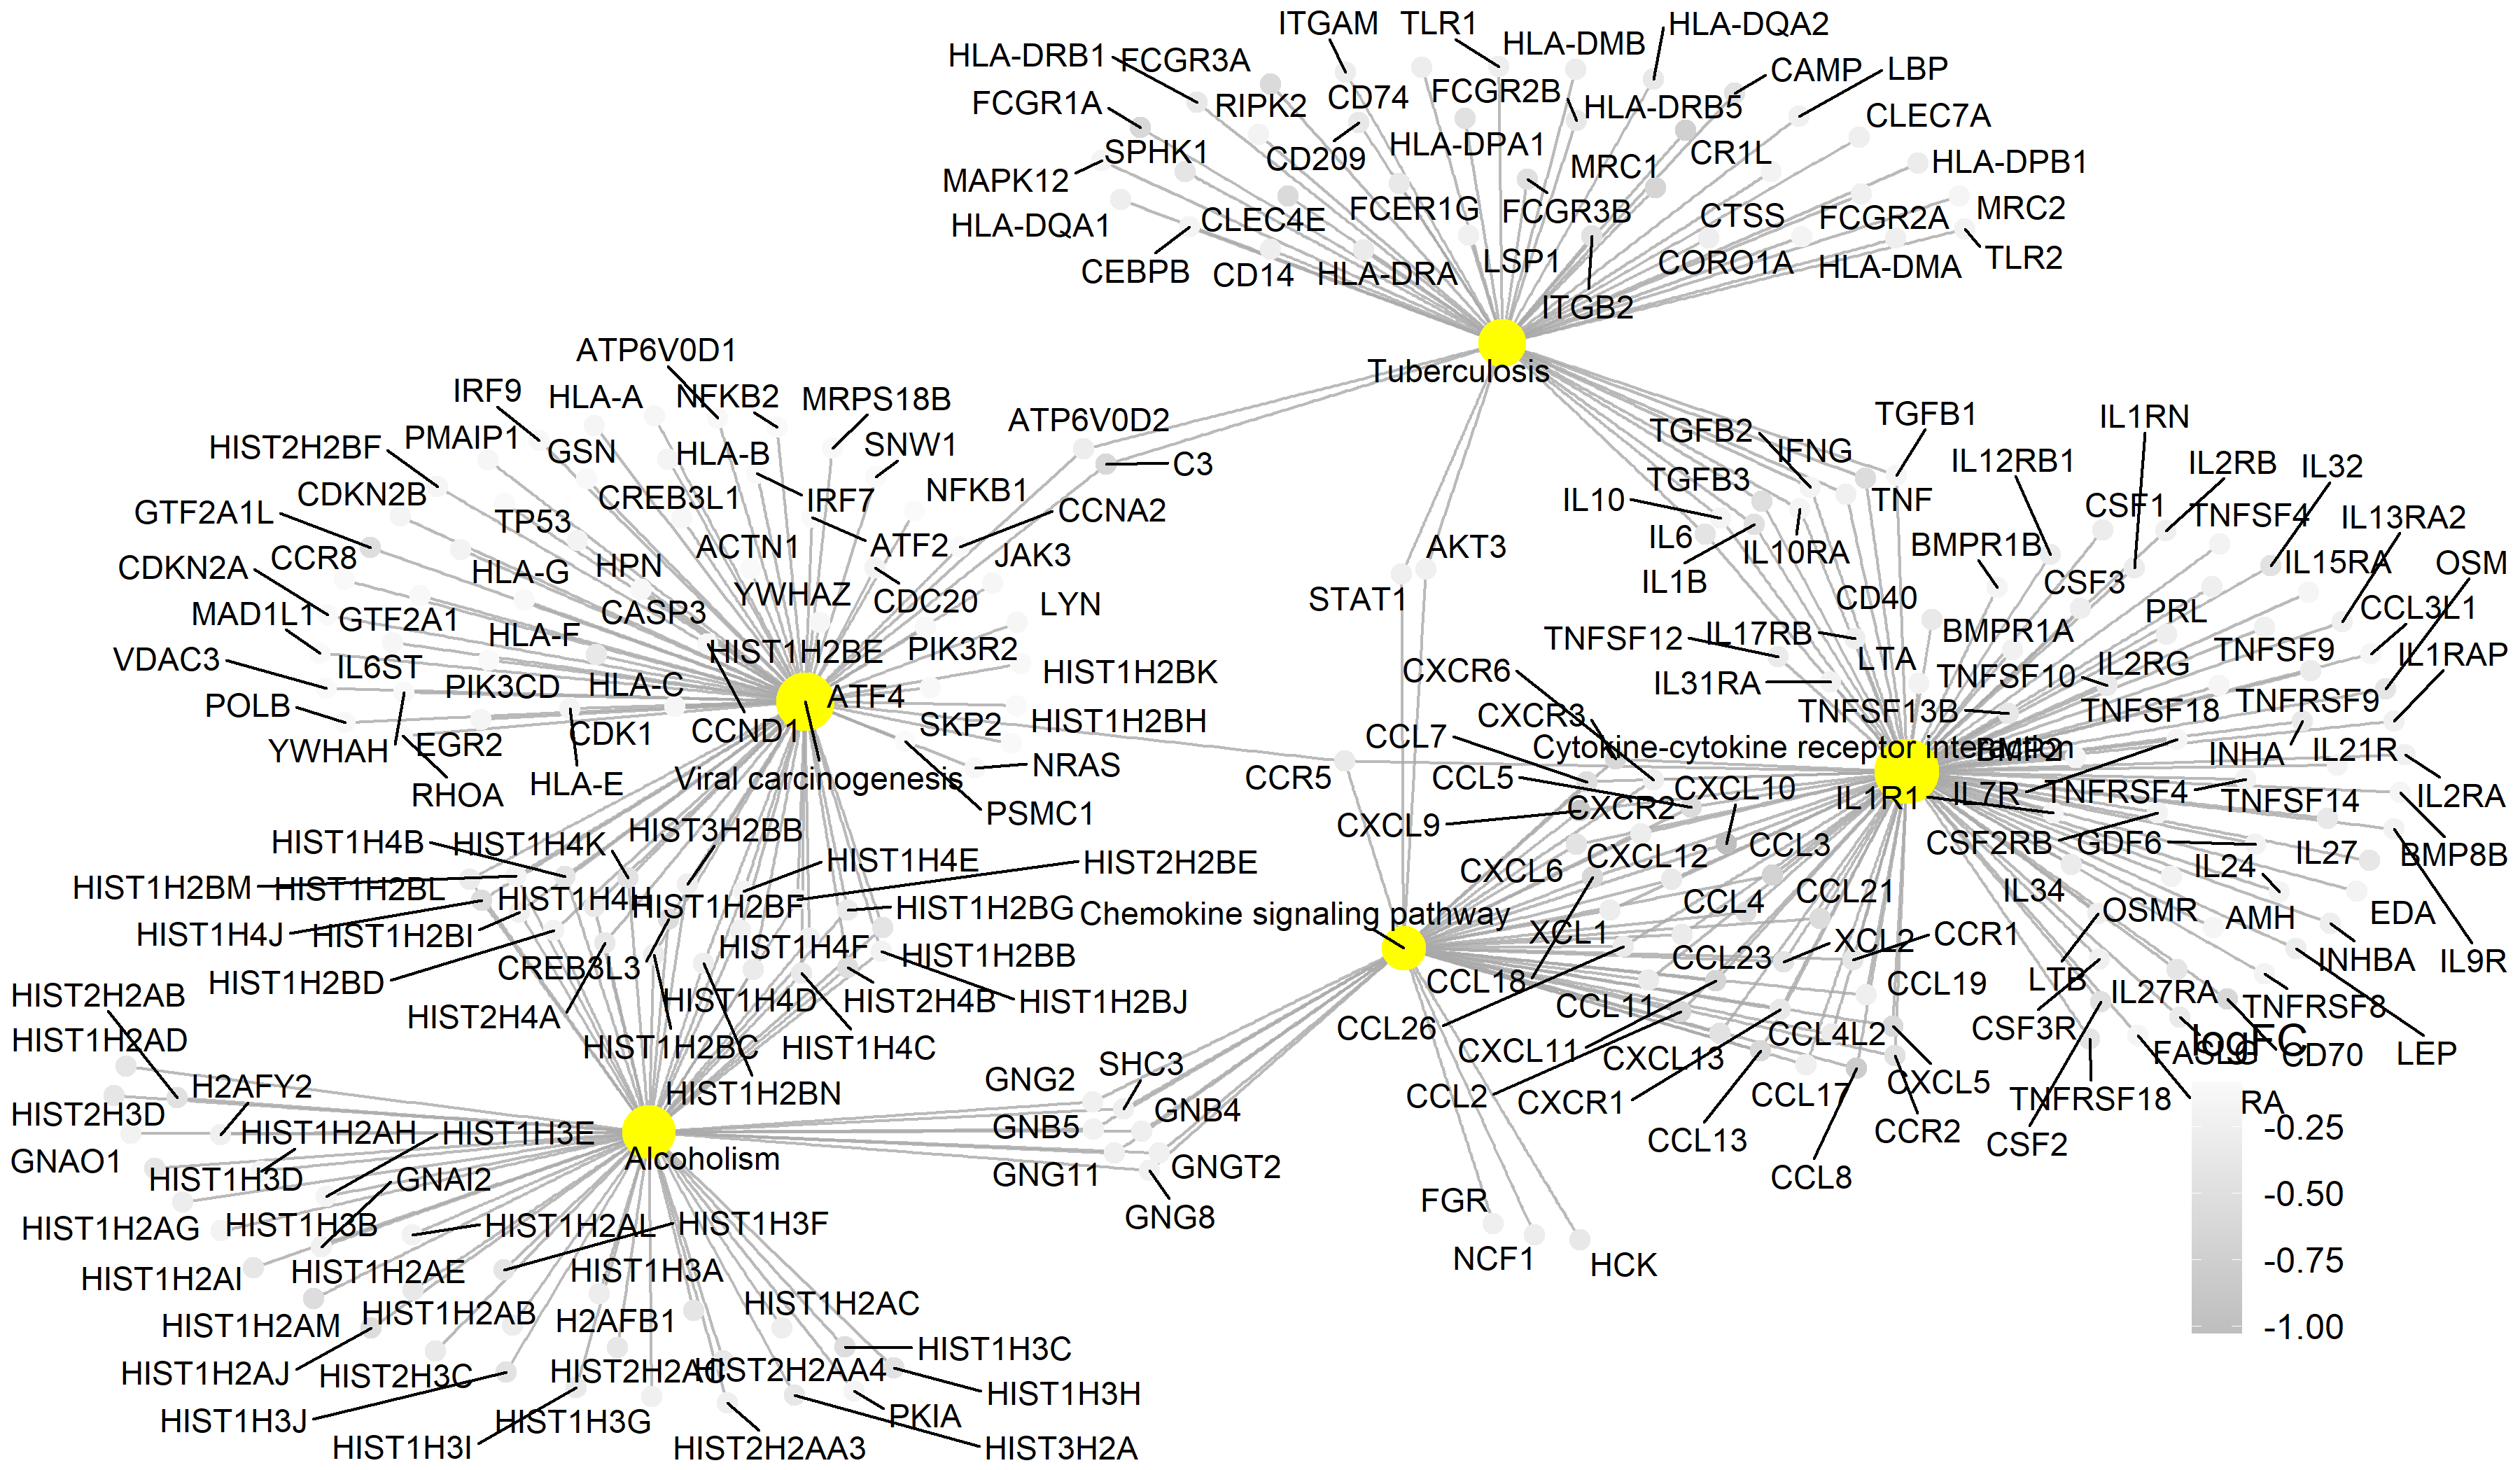 ITGAM
TLR1
HLA-DQA2
HLA-DMB
HLA-DRB1
FCGR3A
CAMP
LBP
FCGR1A
RIPK2
CD74
FCGR2B
HLA-DRB5
CLEC7A
SPHK1
CD209
HLA-DPA1
MRC1
CR1L
HLA-DPB1
MAPK12
HLA-DQA1
CLEC4E
FCER1G
FCGR3B
CTSS
FCGR2A
MRC2
CEBPB
CD14
HLA-DRA
LSP1
CORO1A
HLA-DMA
TLR2
ITGB2
Tuberculosis
ATP6V0D1
IRF9
HLA-A
NFKB2
MRPS18B
ATP6V0D2
HIST2H2BF
PMAIP1
GSN
HLA-B
SNW1
C3
CDKN2B
CREB3L1
IRF7
NFKB1
CCNA2
GTF2A1L
TP53
ATF2
CCR8
ACTN1
JAK3
CDKN2A
HLA-G
HPN
YWHAZ
CDC20
LYN
MAD1L1
GTF2A1
CASP3
VDAC3
HLA-F
HIST1H2BE
PIK3R2
IL6ST
HIST1H2BK
POLB
PIK3CD
HLA-C
ATF4
YWHAH
EGR2
CDK1
CCND1
SKP2
HIST1H2BH
RHOA
HLA-E
Viral carcinogenesis
NRAS
PSMC1
TGFB2
IFNG
TGFB1
IL1RN
TGFB3
TNF
IL12RB1
IL2RB
IL32
IL10
CSF1
TNFSF4
IL13RA2
IL6
IL10RA
BMPR1B
IL15RA
OSM
IL1B
CSF3
AKT3
STAT1
CD40
PRL
CCL3L1
TNFSF12
IL17RB
BMPR1A
TNFSF9
IL1RAP
CXCR6
LTA
IL2RG
IL31RA
TNFSF10
TNFRSF9
CXCR3
TNFSF13B
TNFSF18
CCL7
Cytokine-cytokine receptor interaction
BMP2
INHA
IL21R
CCR5
CCL5
CXCL10
IL1R1
IL7R
TNFRSF4
TNFSF14
IL2RA
CXCL9
CXCR2
CXCL6
CXCL12
CCL3
CSF2RB
GDF6
IL24
IL27
BMP8B
CCL4
CCL21
IL34
OSMR
AMH
EDA
Chemokine signaling pathway
XCL1
CCL23
XCL2
CCR1
INHBA
IL9R
CCL18
CCL11
CCL19
LTB
IL27RA
TNFRSF8
CCL26
CXCL11
CXCL13
CCL4L2
CSF3R
FASLG
CD70
LEP
CCL2
CXCR1
CCL17
CXCL5
TNFRSF18
RA
CCL13
CCR2
CSF2
CCL8
HIST1H4B
HIST1H4K
HIST3H2BB
HIST1H4E
HIST2H2BE
HIST1H2BM
HIST1H2BL
HIST1H4H
HIST1H2BF
HIST1H2BG
HIST1H4J
HIST1H2BI
HIST1H4F
HIST1H2BB
HIST1H2BD
CREB3L3
HIST1H4D
HIST2H4B
HIST1H2BJ
HIST2H4A
HIST1H2BC
HIST1H4C
HIST1H2BN
HIST2H2AB
HIST1H2AD
H2AFY2
HIST2H3D
HIST1H2AH
HIST1H3E
Alcoholism
GNAO1
HIST1H3D
GNAI2
HIST1H2AG
HIST1H3B
HIST1H2AL
HIST1H3F
HIST1H2AI
HIST1H2AE
HIST1H3A
HIST1H2AM
HIST1H2AB
H2AFB1
HIST1H2AC
HIST1H2AJ
HIST2H3C
HIST2H2AC
HIST2H2AA4
HIST1H3C
HIST1H3H
HIST1H3J
HIST1H3G
PKIA
HIST1H3I
HIST2H2AA3
HIST3H2A
GNG2
SHC3
GNB5
GNB4
GNG11
GNGT2
GNG8
FGR
NCF1
HCK
logFC
-0.25
-0.50
-0.75
-1.00